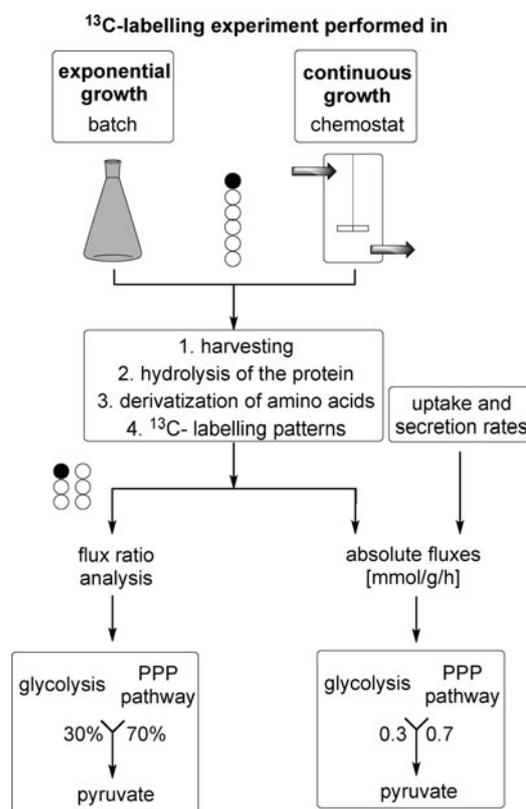 ¹³C-labelling experiment performed in
exponential
growth
batch
continuous
growth
chemostat
1. harvesting
2. hydrolysis of the protein
3. derivatization of amino acids
4. ¹³C- labelling patterns
uptake and
secretion rates
flux ratio
analysis
absolute fluxes
[mmol/g/h]
glycolysis
PPP
pathway
30%
70%
pyruvate
glycolysis
PPP
pathway
0.3
0.7
pyruvate